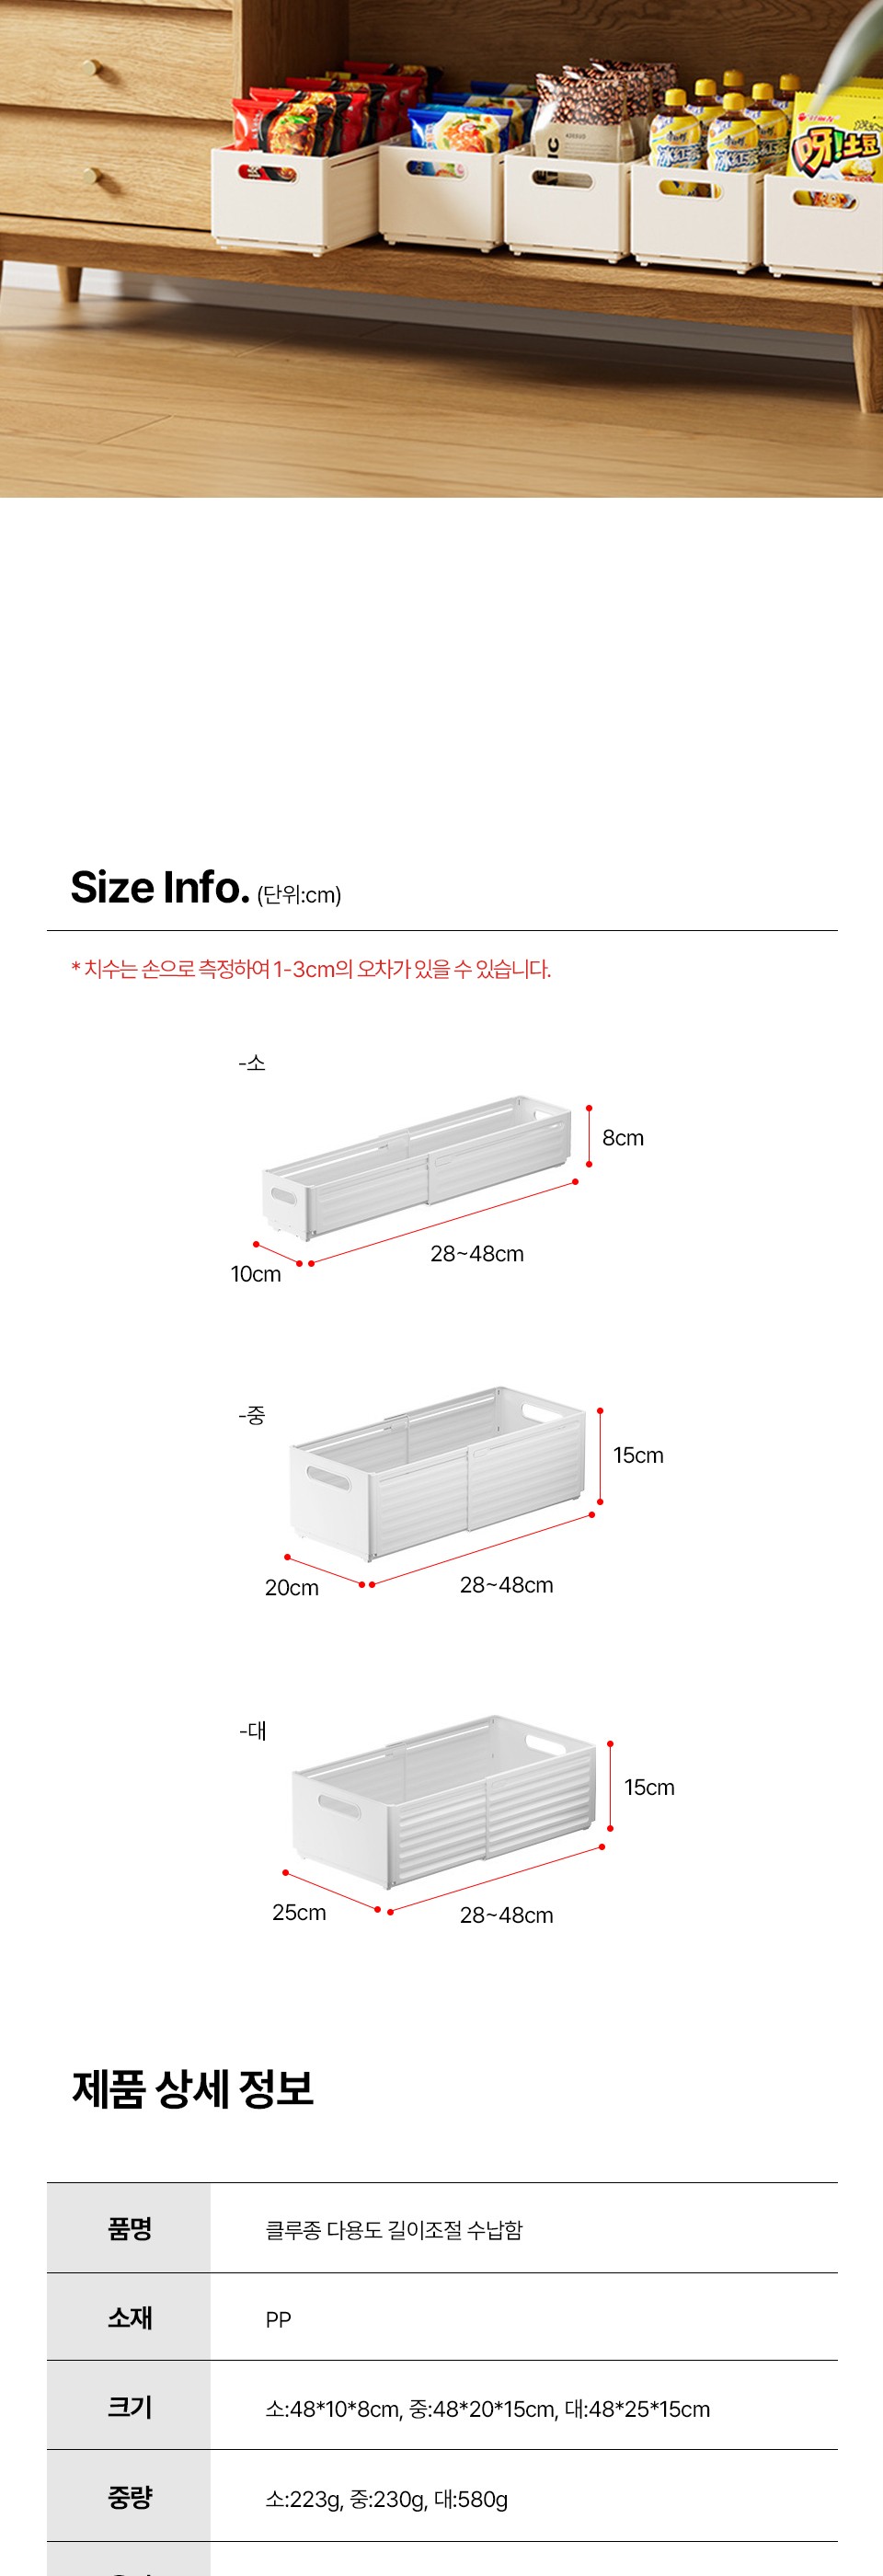 呀!土豆
Size Info. (단위:cm)
* 치수는 손으로 측정하여 1-3cm의 오차가 있을 수 있습니다.
-소
8cm
28~48cm
10cm
-중
15cm
28~48cm
20cm
-대
15cm
28~48cm
25cm
제품 상세 정보
품명 클루종 다용도 길이조절 수납함
소재 PP
크기 소:48*10*8cm, 중:48*20*15cm, 대:48*25*15cm
중량 소:223g, 중:230g, 대:580g